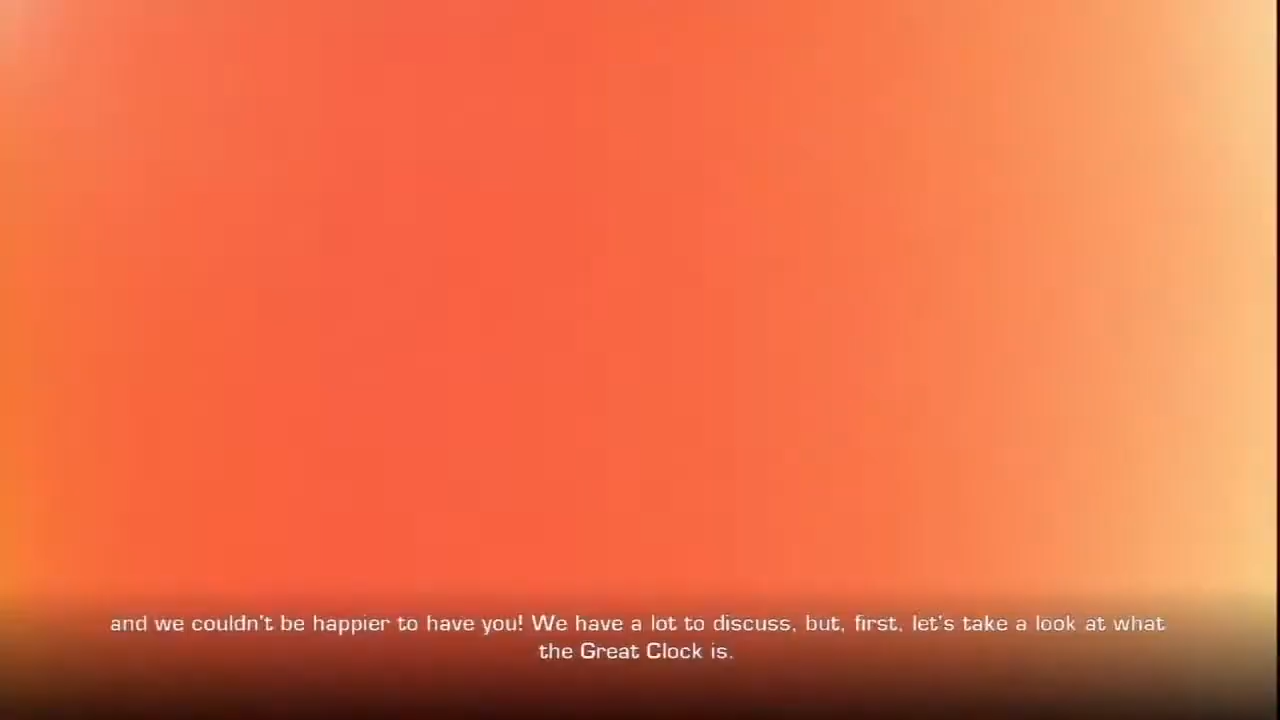 and we couldn't be happier to have you! We have a lot to discuss, but, first, let's take a look at what
the Great Clock is.